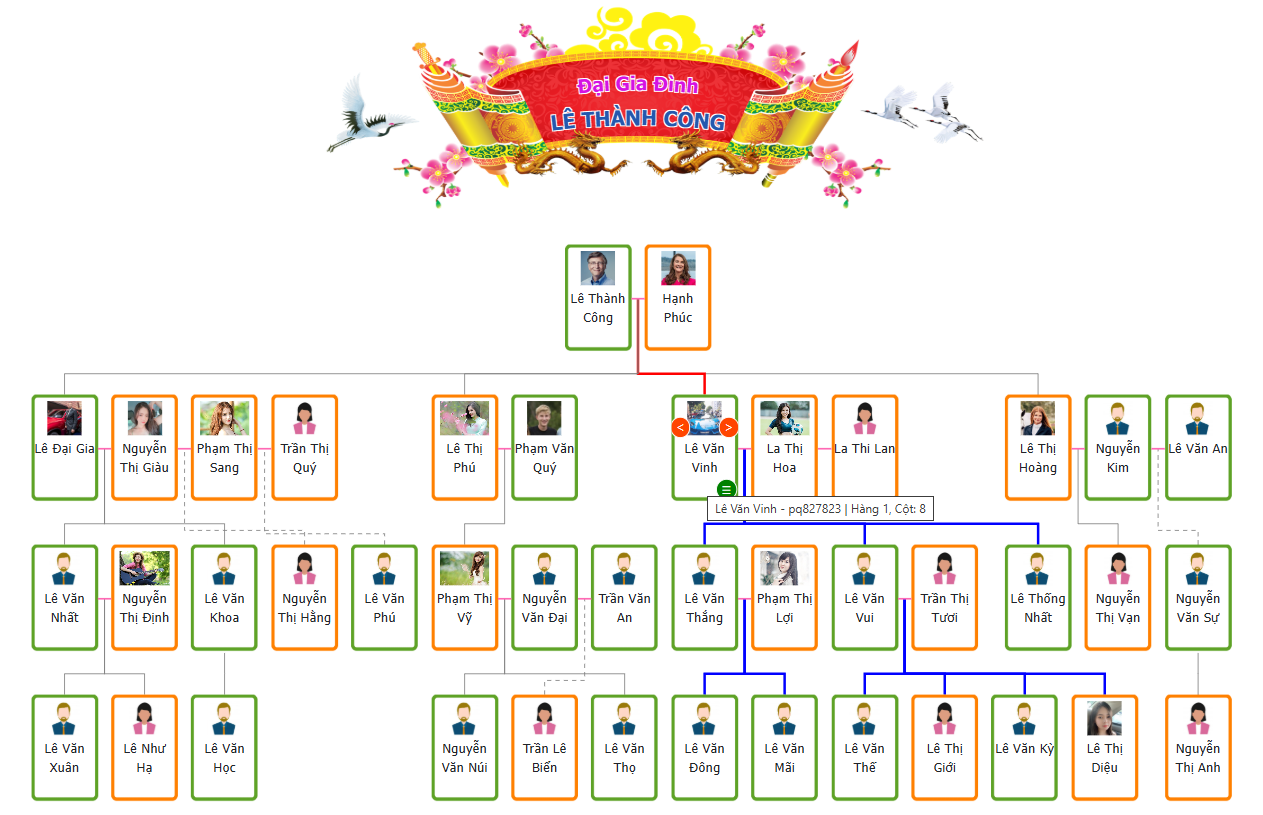 Đại Gia Đình
LÊ THÀNH CÔNG
Lê Thành
Công
Hạnh
Phúc
Lê Đại Gia
Nguyễn
Thị Giàu
Phạm Thị
Sang
Trần Thị
Quý
Lê Thị
Phú
Phạm Văn
Quý
<
>
Lê Văn
Vinh
La Thị
Hoa
La Thi Lan
Lê Thị
Hoàng
Nguyễn
Kim
Lê Văn An
Lê Văn Vinh - pq827823 | Hàng 1, Cột: 8
Lê Văn
Nhất
Nguyễn
Thị Định
Lê Văn
Khoa
Nguyễn
Thị Hằng
Lê Văn
Phú
Phạm Thị
Vỹ
Nguyễn
Văn Đại
Trần Văn
An
Lê Văn
Thắng
Phạm Thị
Lợi
Lê Văn
Vui
Trần Thị
Tươi
Lê Thống
Nhất
Nguyễn
Thị Vạn
Nguyễn
Văn Sự
Lê Văn
Xuân
Lê Như
Hạ
Lê Văn
Học
Nguyễn
Văn Núi
Trần Lê
Biển
Lê Văn
Thọ
Lê Văn
Đông
Lê Văn
Mãi
Lê Văn
Thế
Lê Thị
Giới
Lê Văn Kỳ
Lê Thị
Diệu
Nguyễn
Thị Anh